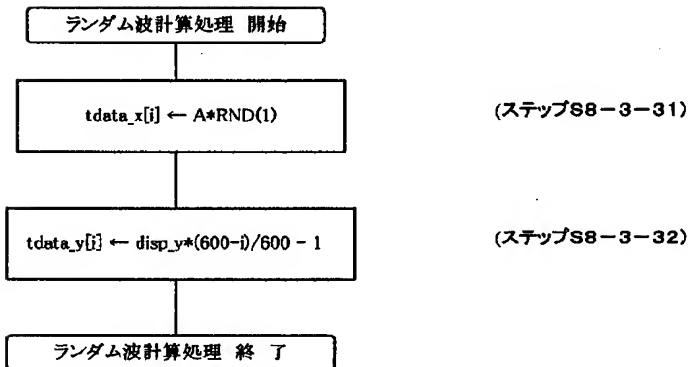 ランダム波計算処理 開始
tdata_x[i] ← A*RND(1)
(ステップS8-3-31)
tdata_y[i] ← disp_y*(600-i)/600 - 1
(ステップS8-3-32)
ランダム波計算処理 終 了